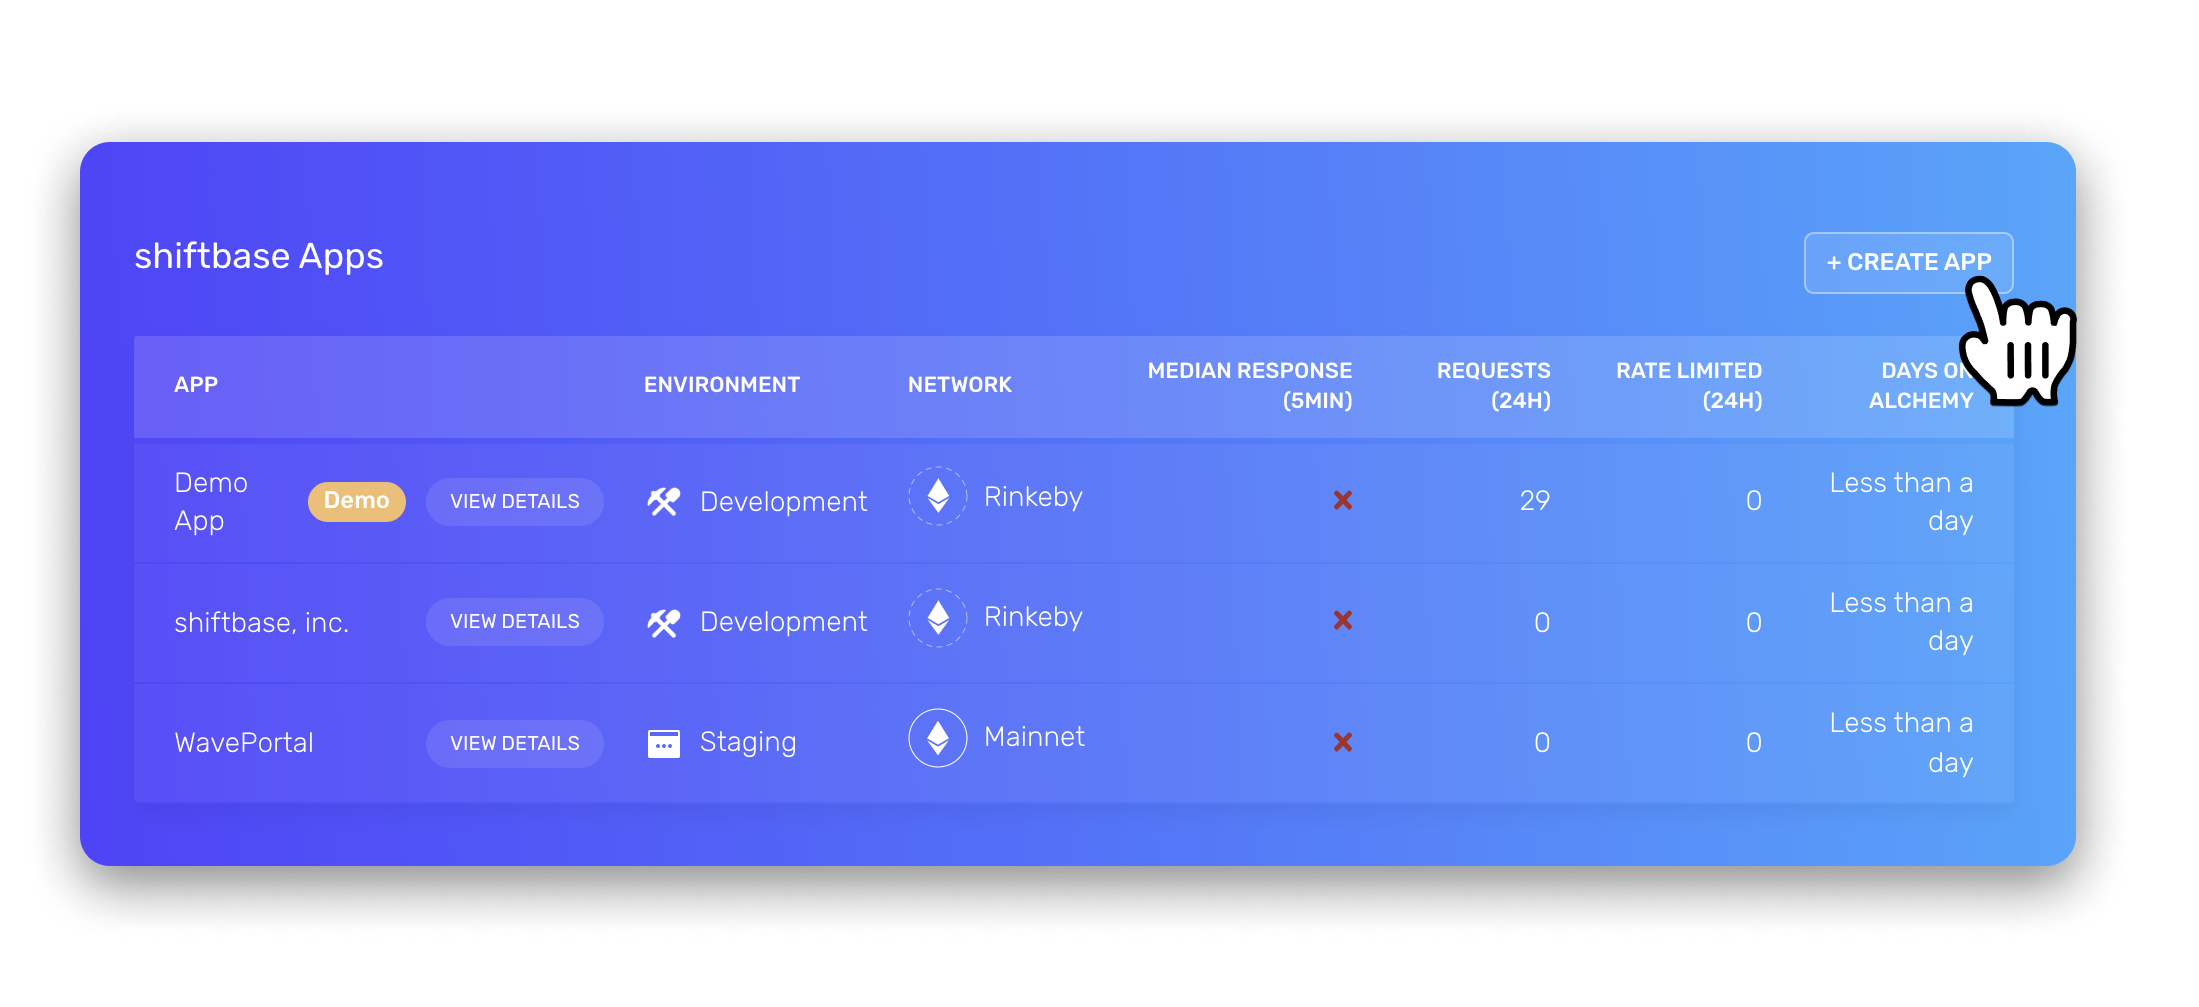 shiftbase Apps
+ CREATE APP
APP
ENVIRONMENT
NETWORK
MEDIAN RESPONSE
(5MIN)
REQUESTS
(24H)
RATE LIMITED
(24H)
DAYS ON
ALCHEMY
Demo
App
Demo
VIEW DETAILS
Development
Rinkeby
29
0
Less than a
day
shiftbase, inc.
VIEW DETAILS
Development
Rinkeby
0
0
Less than a
day
WavePortal
VIEW DETAILS
Staging
Mainnet
0
0
Less than a
day